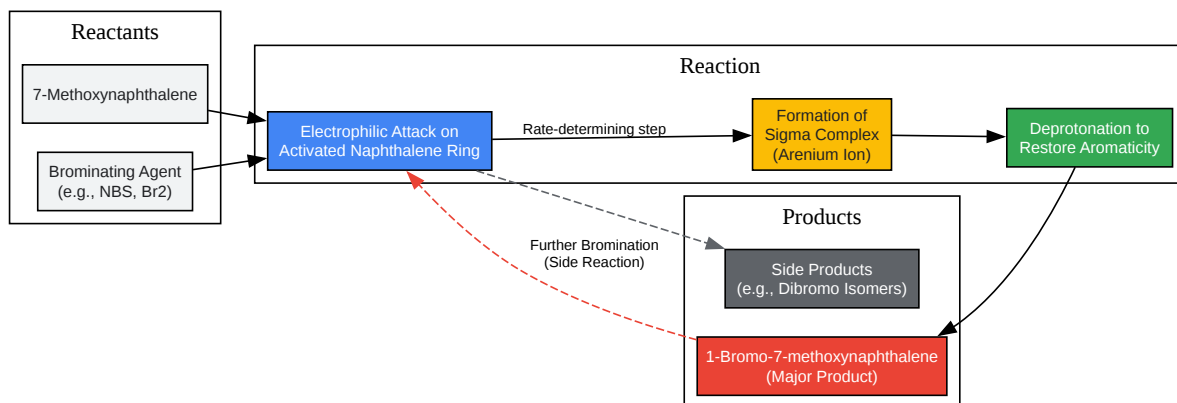 Reactants
7-Methoxynaphthalene
Brominating Agent
(e.g., NBS, Br2)
Reaction
Electrophilic Attack on
Activated Naphthalene Ring
Rate-determining step
Formation of
Sigma Complex
(Arenium Ion)
Deprotonation to
Restore Aromaticity
Further Bromination
(Side Reaction)
Products
Side Products
(e.g., Dibromo Isomers)
1-Bromo-7-methoxynaphthalene
(Major Product)